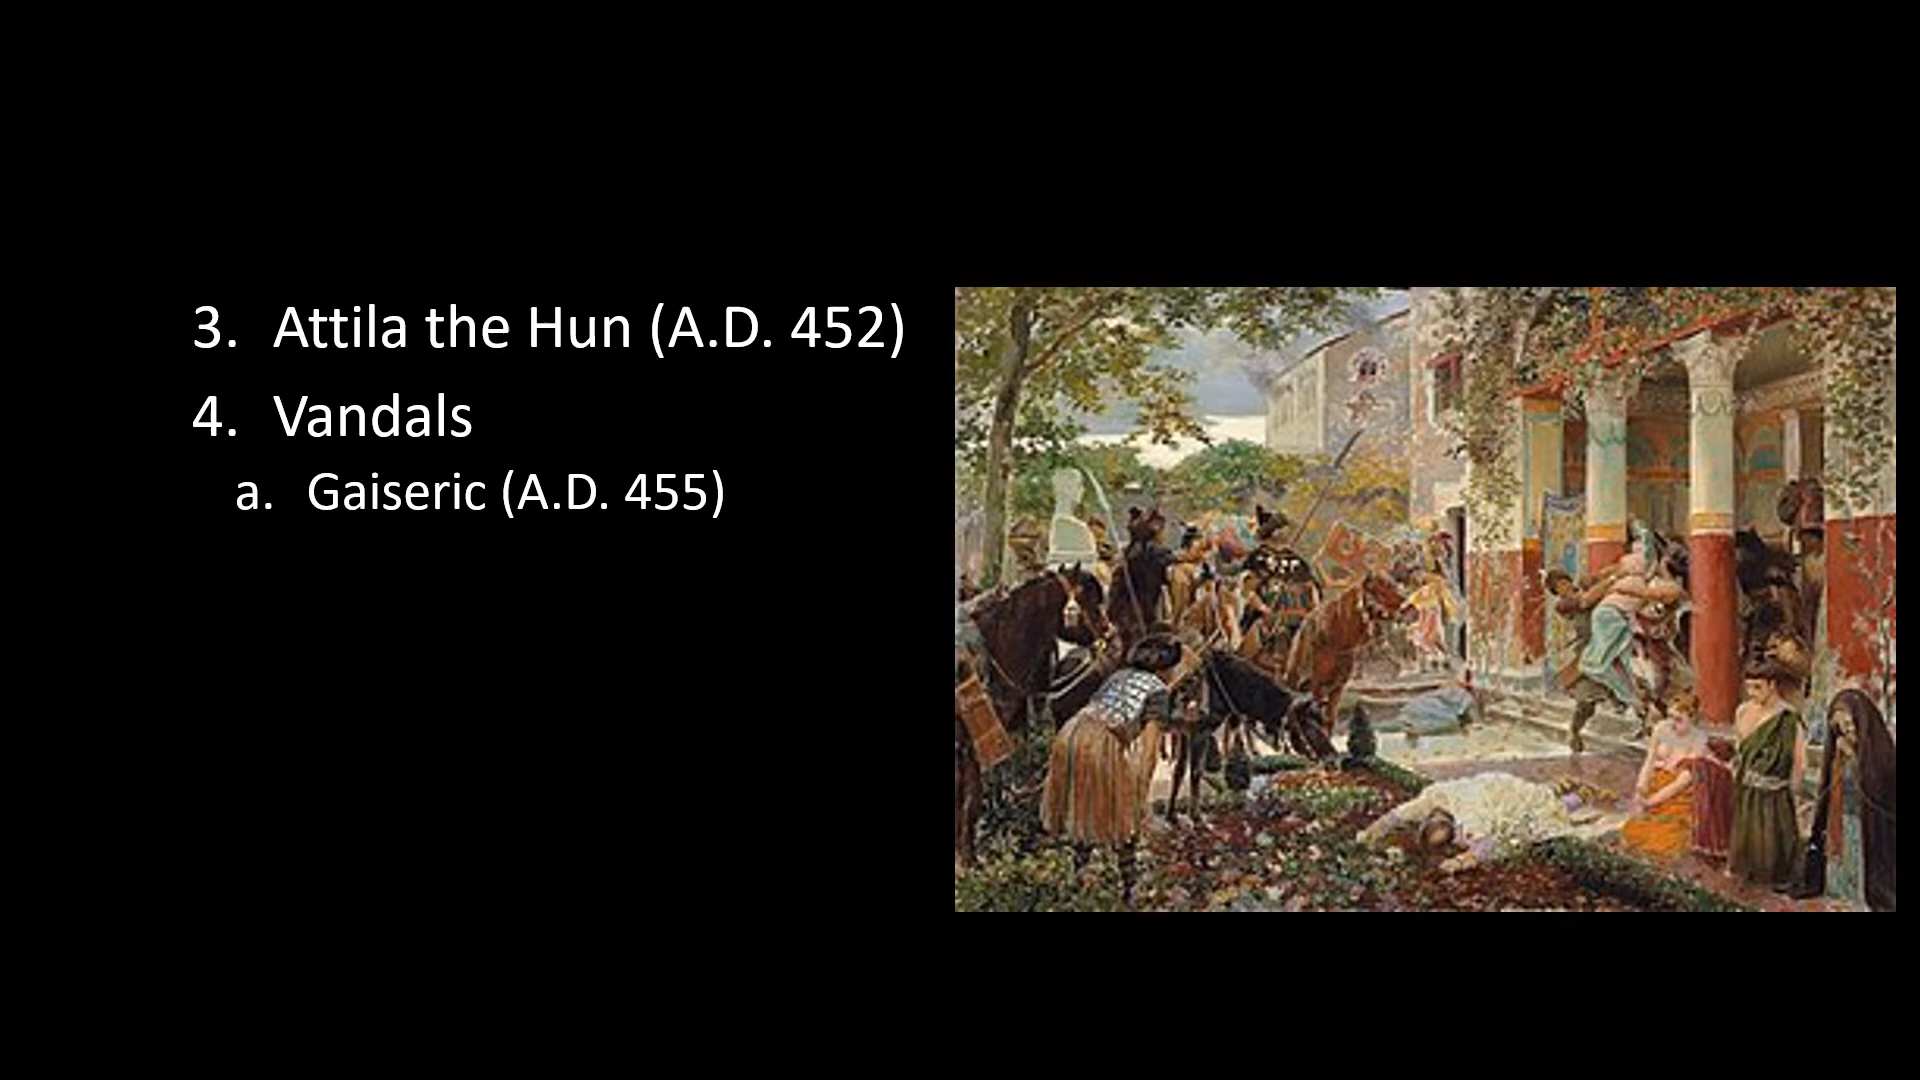 3. Attila the Hun (A.D. 452)
4. Vandals
a. Gaiseric (A.D. 455)